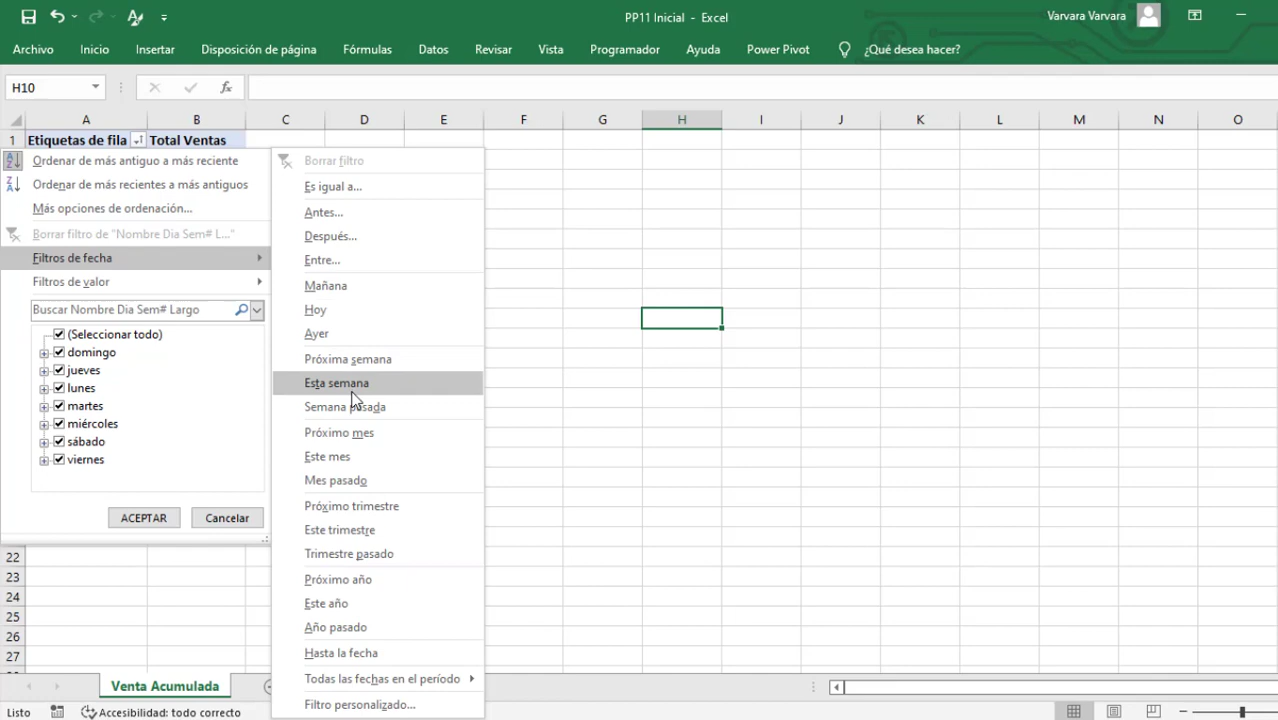 PP11 Inicial - Excel
Varvara Varvara
Archivo Inicio Insertar Disposición de página Fórmulas Datos Revisar Vista Programador Ayuda Power Pivot ¿Qué desea hacer?
H10 fx
A B C D E F G H I J K L M N O
1 Etiquetas de fila Total Ventas
Ordenar de más antiguo a más reciente
Ordenar de más recientes a más antiguos
Más opciones de ordenación...
Borrar filtro de "Nombre Dia Sem# L..."
Filtros de fecha
Filtros de valor
Buscar Nombre Dia Sem# Largo
(Seleccionar todo)
domingo
jueves
lunes
martes
miércoles
sábado
viernes
ACEPTAR Cancelar
Borrar filtro
Es igual a...
Antes...
Después...
Entre...
Mañana
Hoy
Ayer
Próxima semana
Esta semana
Semana pasada
Próximo mes
Este mes
Mes pasado
Próximo trimestre
Este trimestre
Trimestre pasado
Próximo año
Este año
Año pasado
Hasta la fecha
Todas las fechas en el período
Filtro personalizado...
22
23
24
25
26
27
Venta Acumulada
Listo Accesibilidad: todo correcto